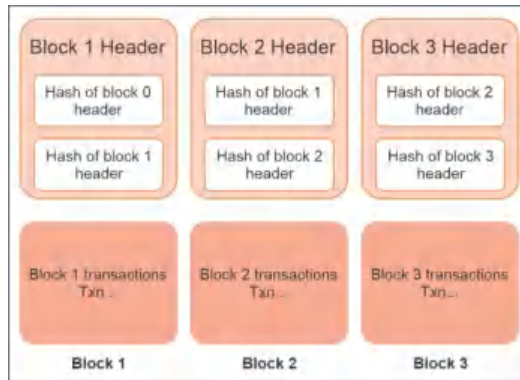 Block 1 Header
Hash of block 0
header
Hash of block 1
header
Block 2 Header
Hash of block 1
header
Hash of block 2
header
Block 3 Header
Hash of block 2
header
Hash of block 3
header
Block 1 transactions
Txn...
Block 2 transactions
Txn...
Block 3 transactions
Txn...
Block 1
Block 2
Block 3